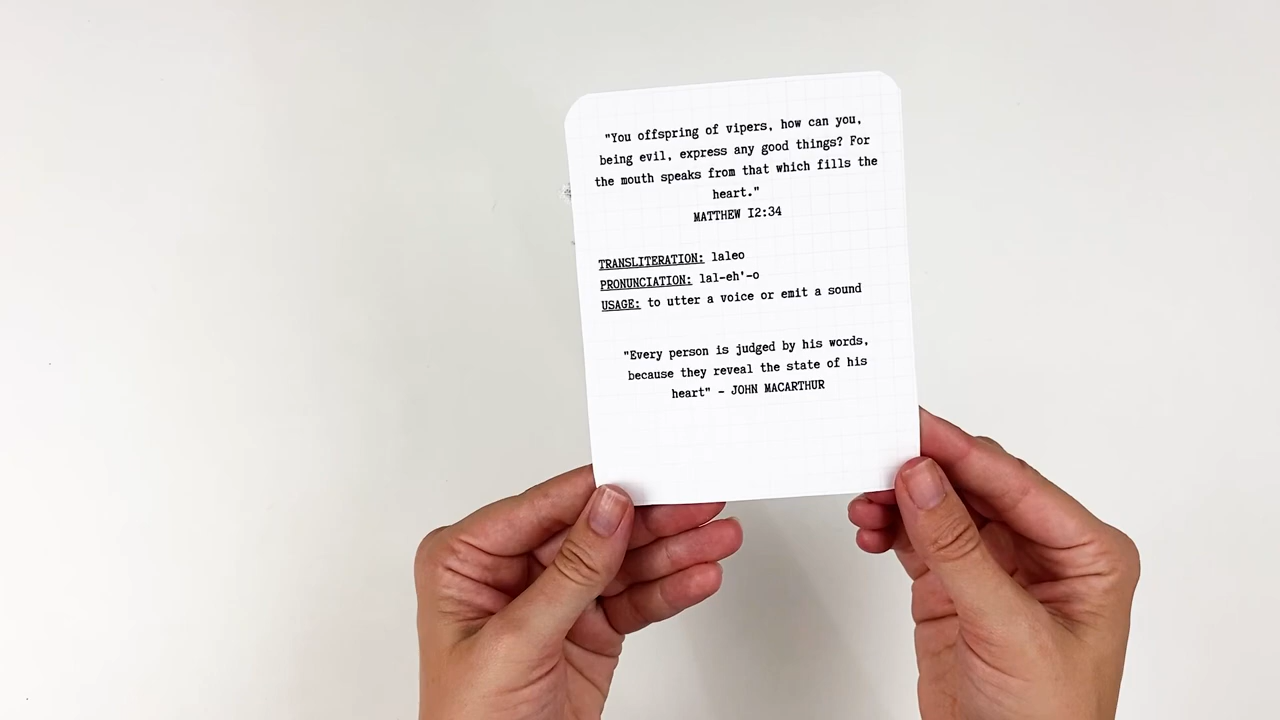 "You offspring of vipers, how can you,
being evil, express any good things? For
the mouth speaks from that which fills the
heart."
MATTHEW 12:34
TRANSLITERATION: laleo
PRONUNCIATION: lal-eh'-o
USAGE: to utter a voice or emit a sound
"Every person is judged by his words,
because they reveal the state of his
heart" - JOHN MACARTHUR